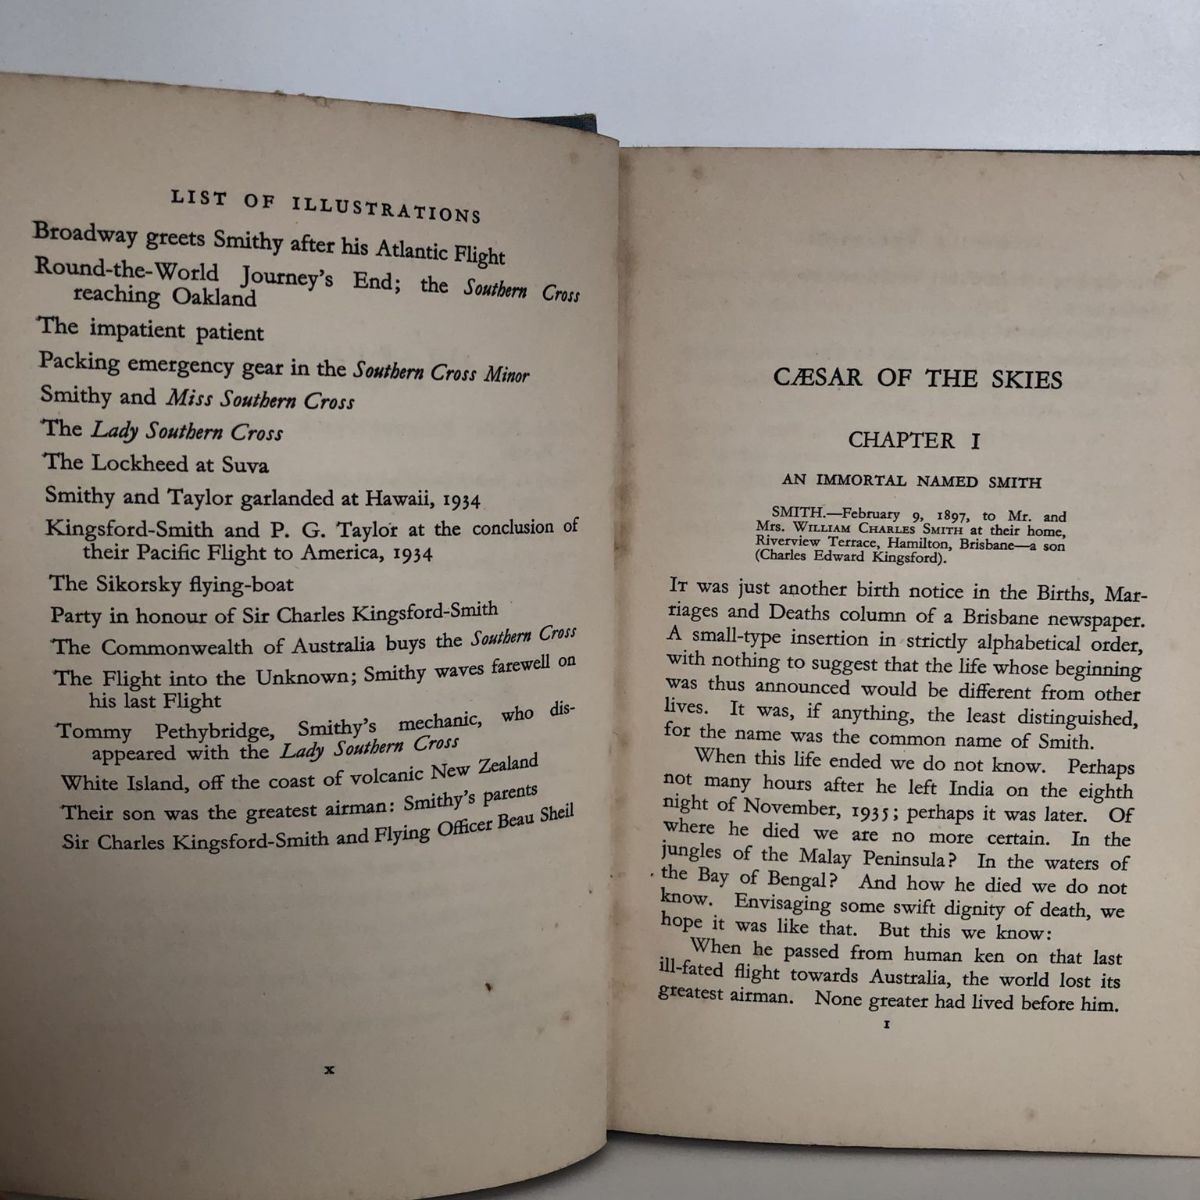 LIST OF ILLUSTRATIONS
Broadway greets Smithy after his Atlantic Flight
Round-the-World Journey's End; the Southern Cross
reaching Oakland
The impatient patient
Packing emergency gear in the Southern Cross Minor
Smithy and Miss Southern Cross
The Lady Southern Cross
The Lockheed at Suva
Smithy and Taylor garlanded at Hawaii, 1934
Kingsford-Smith and P. G. Taylor at the conclusion of
their Pacific Flight to America, 1934
The Sikorsky flying-boat
Party in honour of Sir Charles Kingsford-Smith
The Commonwealth of Australia buys the Southern Cross
The Flight into the Unknown; Smithy waves farewell on
his last Flight
Tommy Pethybridge, Smithy's mechanic, who dis-
appeared with the Lady Southern Cross
White Island, off the coast of volcanic New Zealand
Their son was the greatest airman: Smithy's parents
Sir Charles Kingsford-Smith and Flying Officer Beau Sheil
x
CÆSAR OF THE SKIES
CHAPTER I
AN IMMORTAL NAMED SMITH
SMITH.—February 9, 1897, to Mr. and
Mrs. WILLIAM CHARLES SMITH at their home,
Riverview Terrace, Hamilton, Brisbane—a son
(Charles Edward Kingsford).
IT was just another birth notice in the Births, Mar-
riages and Deaths column of a Brisbane newspaper.
A small-type insertion in strictly alphabetical order,
with nothing to suggest that the life whose beginning
was thus announced would be different from other
lives. It was, if anything, the least distinguished,
for the name was the common name of Smith.
When this life ended we do not know. Perhaps
not many hours after he left India on the eighth
night of November, 1935; perhaps it was later. Of
where he died we are no more certain. In the
jungles of the Malay Peninsula? In the waters of
the Bay of Bengal? And how he died we do not
know. Envisaging some swift dignity of death, we
hope it was like that. But this we know:
When he passed from human ken on that last
ill-fated flight towards Australia, the world lost its
greatest airman. None greater had lived before him.
1